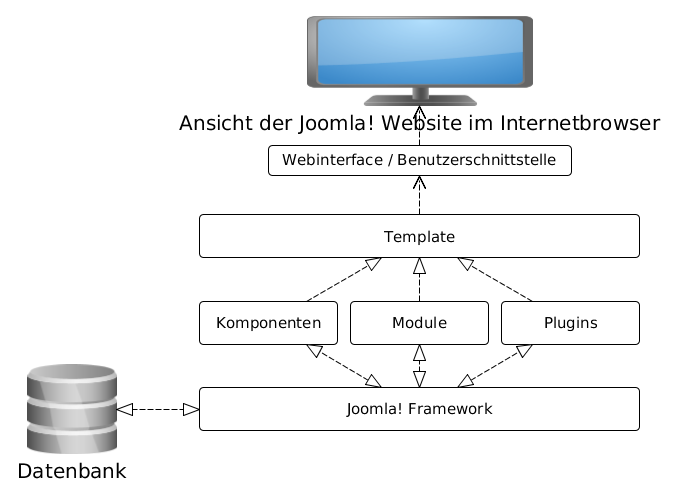 Ansicht der Joomla! Website im Internetbrowser
Webinterface / Benutzerschnittstelle
Template
Komponenten
Module
Plugins
Joomla! Framework
Datenbank